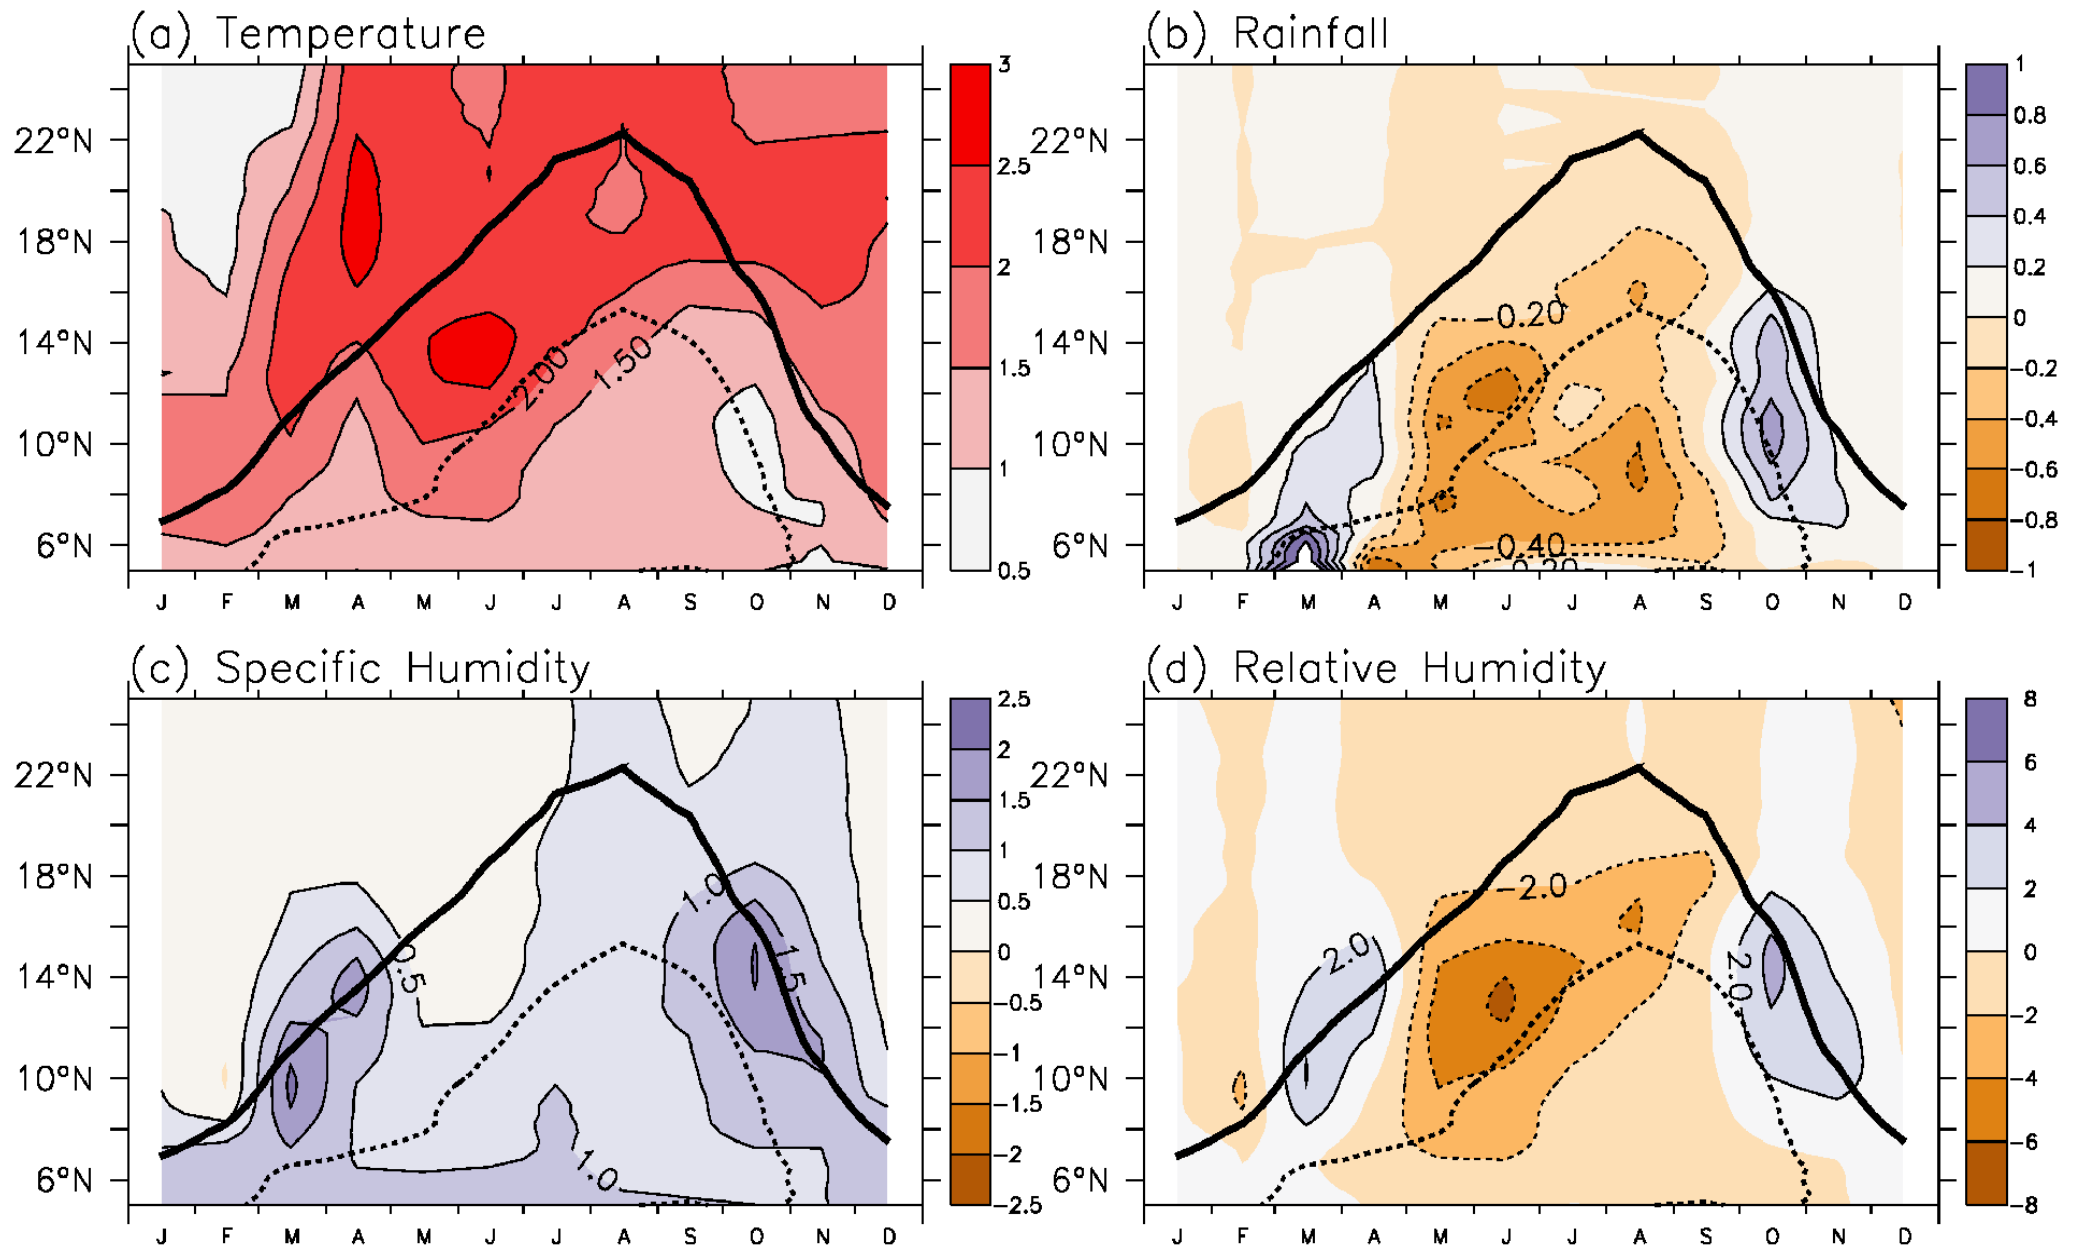 (a) Temperature
22°N
18°N
14°N
10°N
6°N
2.00
1.50
J F M A M J J A S O N D
3
2.5
2
1.5
1
0.5
(b) Rainfall
22°N
18°N
14°N
10°N
6°N
-0.20
-0.40
J F M A M J J A S O N D
1
0.8
0.6
0.4
0.2
0
-0.2
-0.4
-0.6
-0.8
-1
(c) Specific Humidity
22°N
18°N
14°N
10°N
6°N
0.5
1.0
1.5
1.0
J F M A M J J A S O N D
2.5
2
1.5
1
0.5
0
-0.5
-1
-1.5
-2
-2.5
(d) Relative Humidity
22°N
18°N
14°N
10°N
6°N
-2.0
2.0
2.0
J F M A M J J A S O N D
8
6
4
2
0
-2
-4
-6
-8